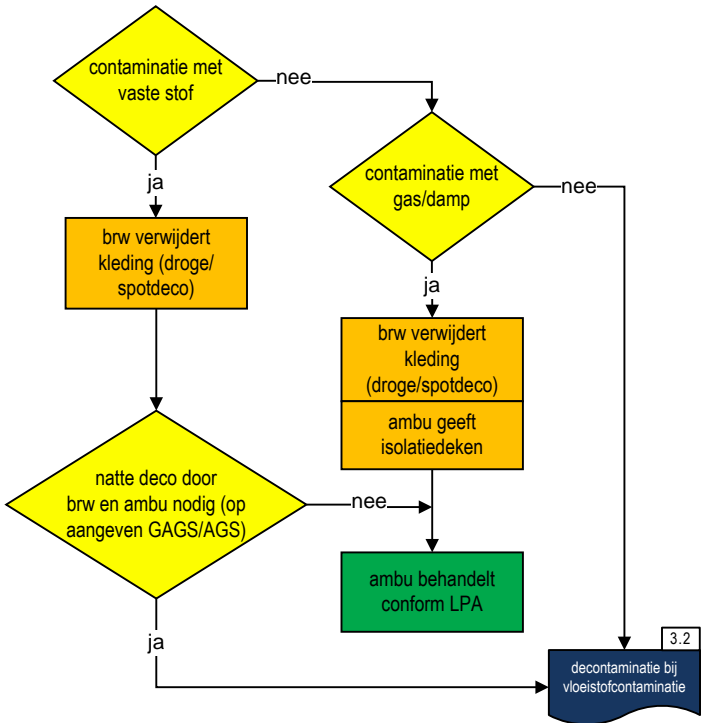 contaminatie met
vaste stof
nee
contaminatie met
gas/damp
nee
ja
brw verwijdert
kleding (droge/
spotdeco)
ja
brw verwijdert
kleding
(droge/spotdeco)
ambu geeft
isolatiedeken
natte deco door
brw en ambu nodig (op
aangeven GAGS/AGS)
nee
ambu behandelt
conform LPA
ja
3.2
decontaminatie bij
vloeistofcontaminatie